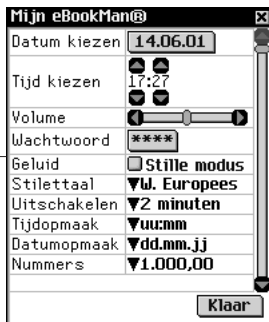 Mijn eBookMan®
Datum kiezen 14.06.01
Tijd kiezen 17:27
Volume
Wachtwoord ****
Geluid Stille modus
Stilettaal W. Europees
Uitschakelen 2 minuten
Tijdopmaak uu:mm
Datumopmaak dd.mm.jj
Nummers 1.000,00
Klaar